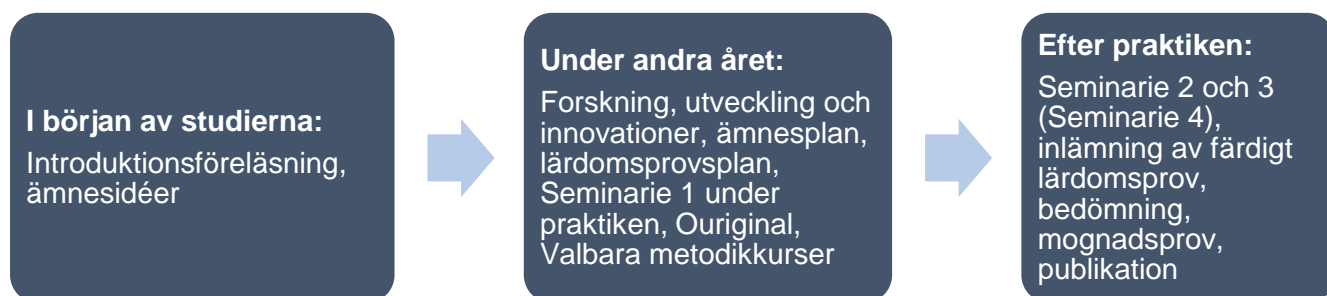 I början av studierna:
Introduktionsföreläsning,
ämnesidéer
Under andra året:
Forskning, utveckling och
innovationer, ämnesplan,
lärdomsprovsplan,
Seminarie 1 under
praktiken, Ouriginal,
Valbara metodikkurser
Efter praktiken:
Seminarie 2 och 3
(Seminarie 4),
inlämning av färdigt
lärdomsprov,
bedömning,
mognadsprov,
publikation